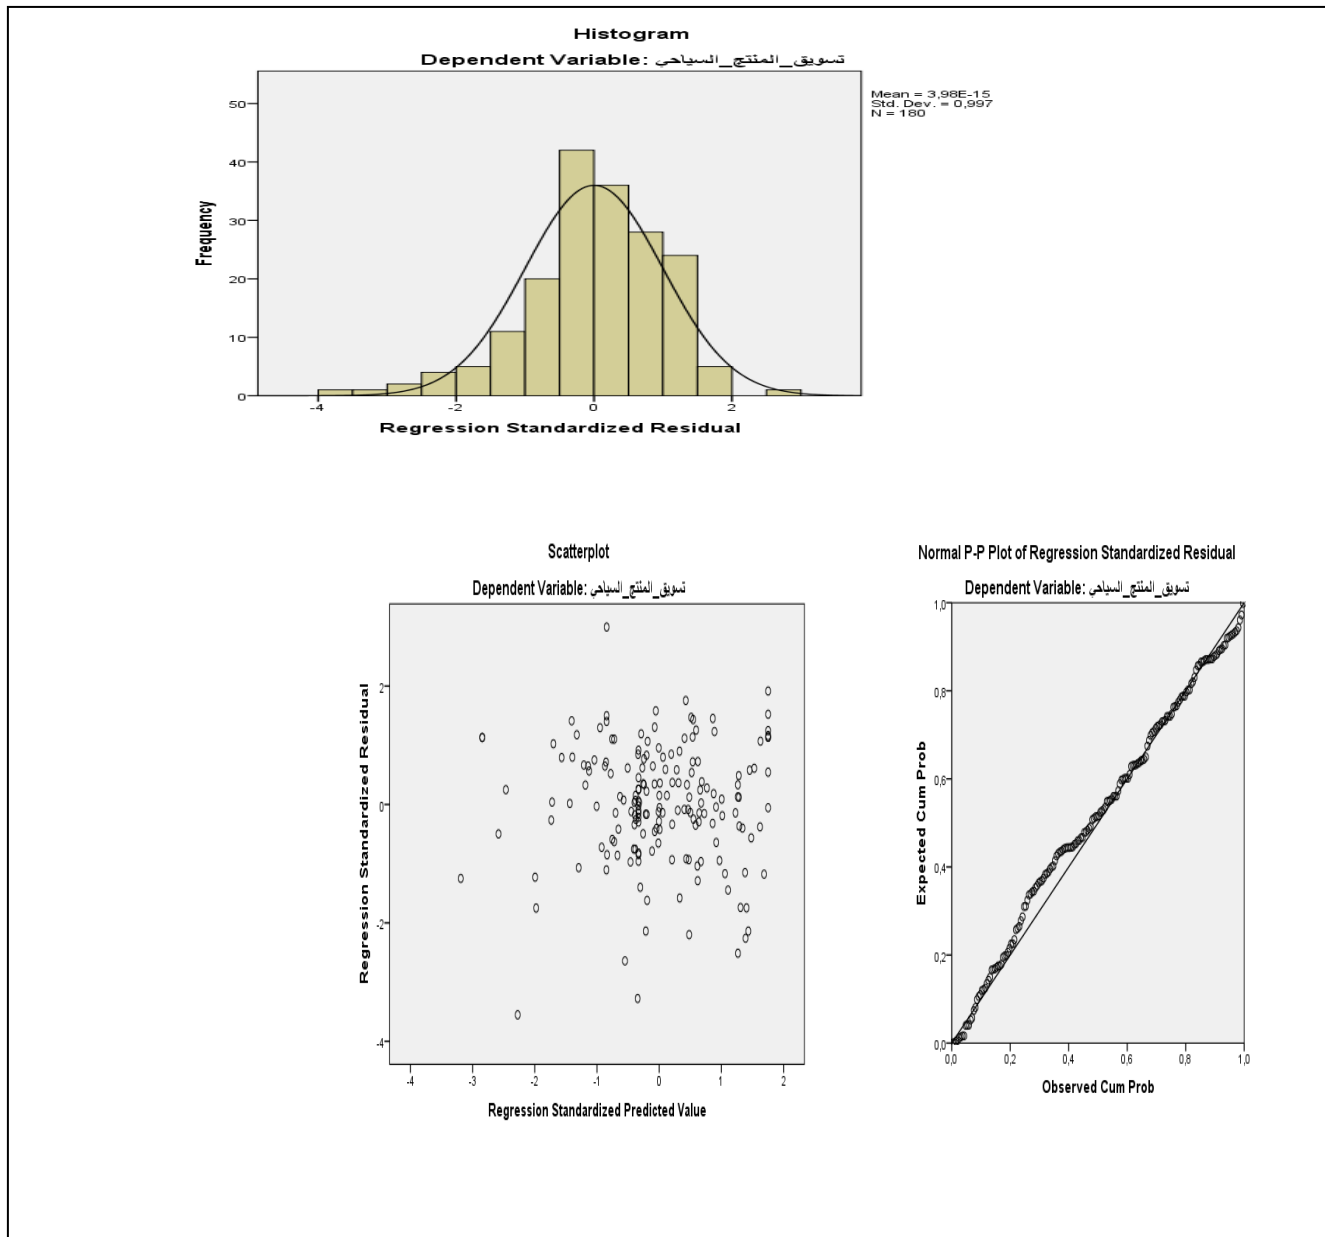 Histogram
Dependent Variable: تسويق_المنتج_السياحي
Mean = 3,98E-15
Std. Dev. = 0,997
N = 180
50
40
30
20
10
0
Frequency
-4
-2
0
2
Regression Standardized Residual
Scatterplot
Dependent Variable: تسويق_المنتج_السياحي
2
0
-2
-4
Regression Standardized Residual
-4
-3
-2
-1
0
1
2
Regression Standardized Predicted Value
Normal P-P Plot of Regression Standardized Residual
Dependent Variable: تسويق_المنتج_السياحي
1,0
0,8
0,6
0,4
0,2
0,0
Expected Cum Prob
0,0
0,2
0,4
0,6
0,8
1,0
Observed Cum Prob